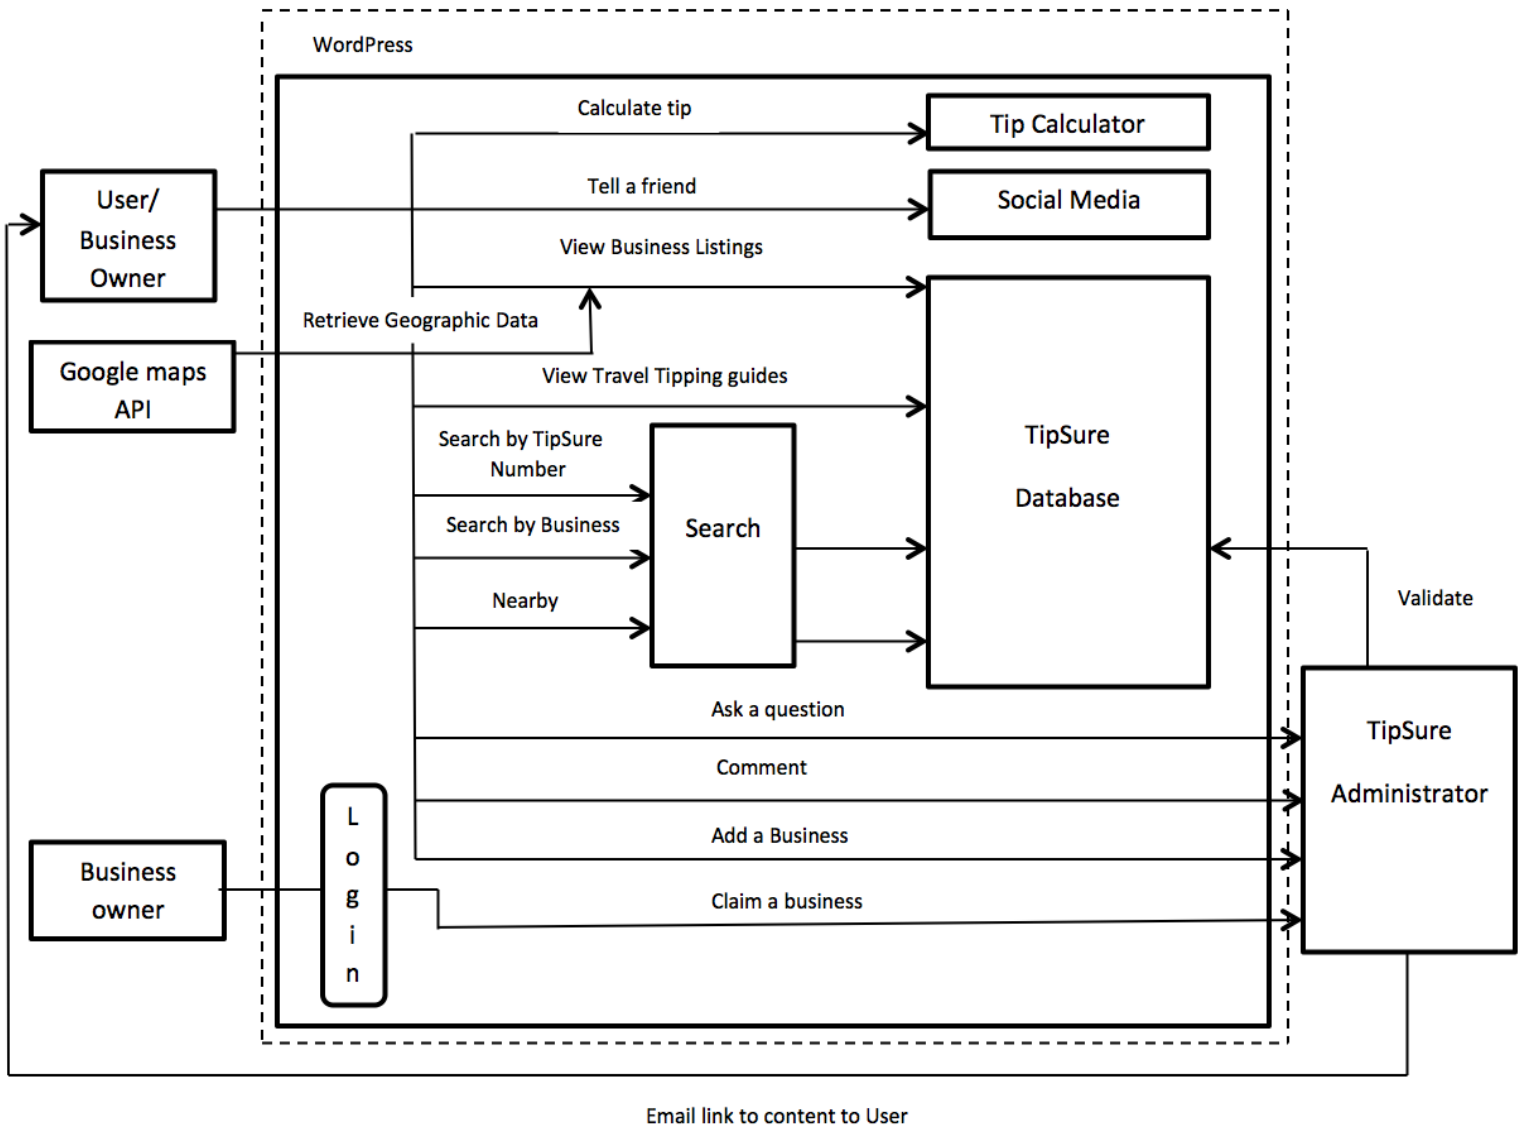 WordPress
Calculate tip
Tip Calculator
User/
Business
Owner
Tell a friend
Social Media
View Business Listings
Retrieve Geographic Data
Google maps
API
View Travel Tipping guides
Search by TipSure
Number
Search by Business
Nearby
Search
TipSure
Database
Validate
Ask a question
Comment
Add a Business
Claim a business
TipSure
Administrator
Business
owner
L
o
g
i
n
Email link to content to User